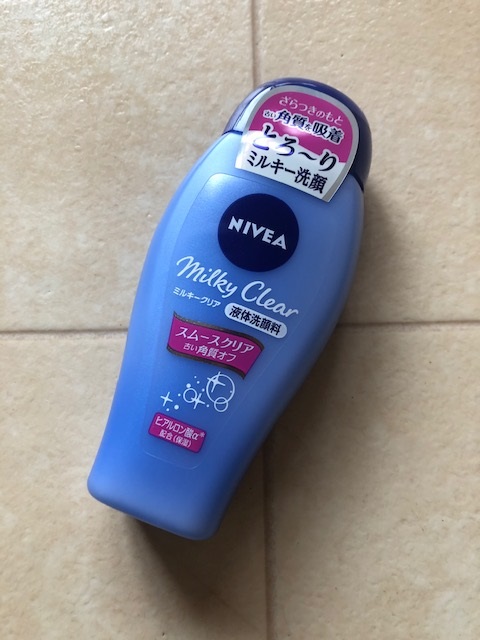 ざらつきのもと
古い角質を吸着
とろ〜り
ミルキー洗顔
NIVEA
Milky Clear
ミルキークリア
液体洗顔料
スムースクリア
古い角質オフ
ヒアルロン酸α*
配合(保湿)